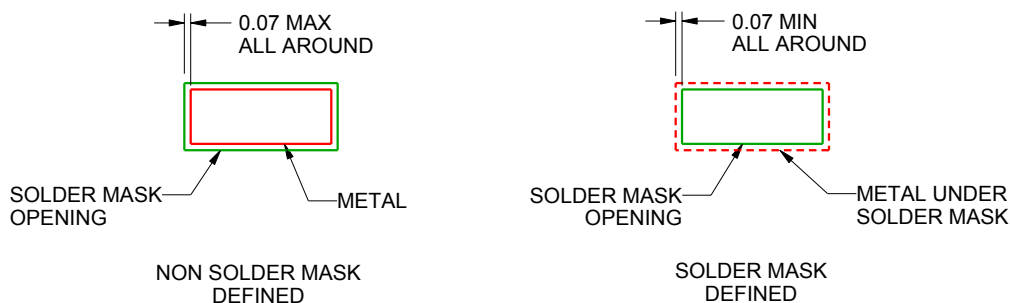 0.07 MAX
ALL AROUND
SOLDER MASK
OPENING
METAL
NON SOLDER MASK
DEFINED
0.07 MIN
ALL AROUND
SOLDER MASK
OPENING
METAL UNDER
SOLDER MASK
SOLDER MASK
DEFINED